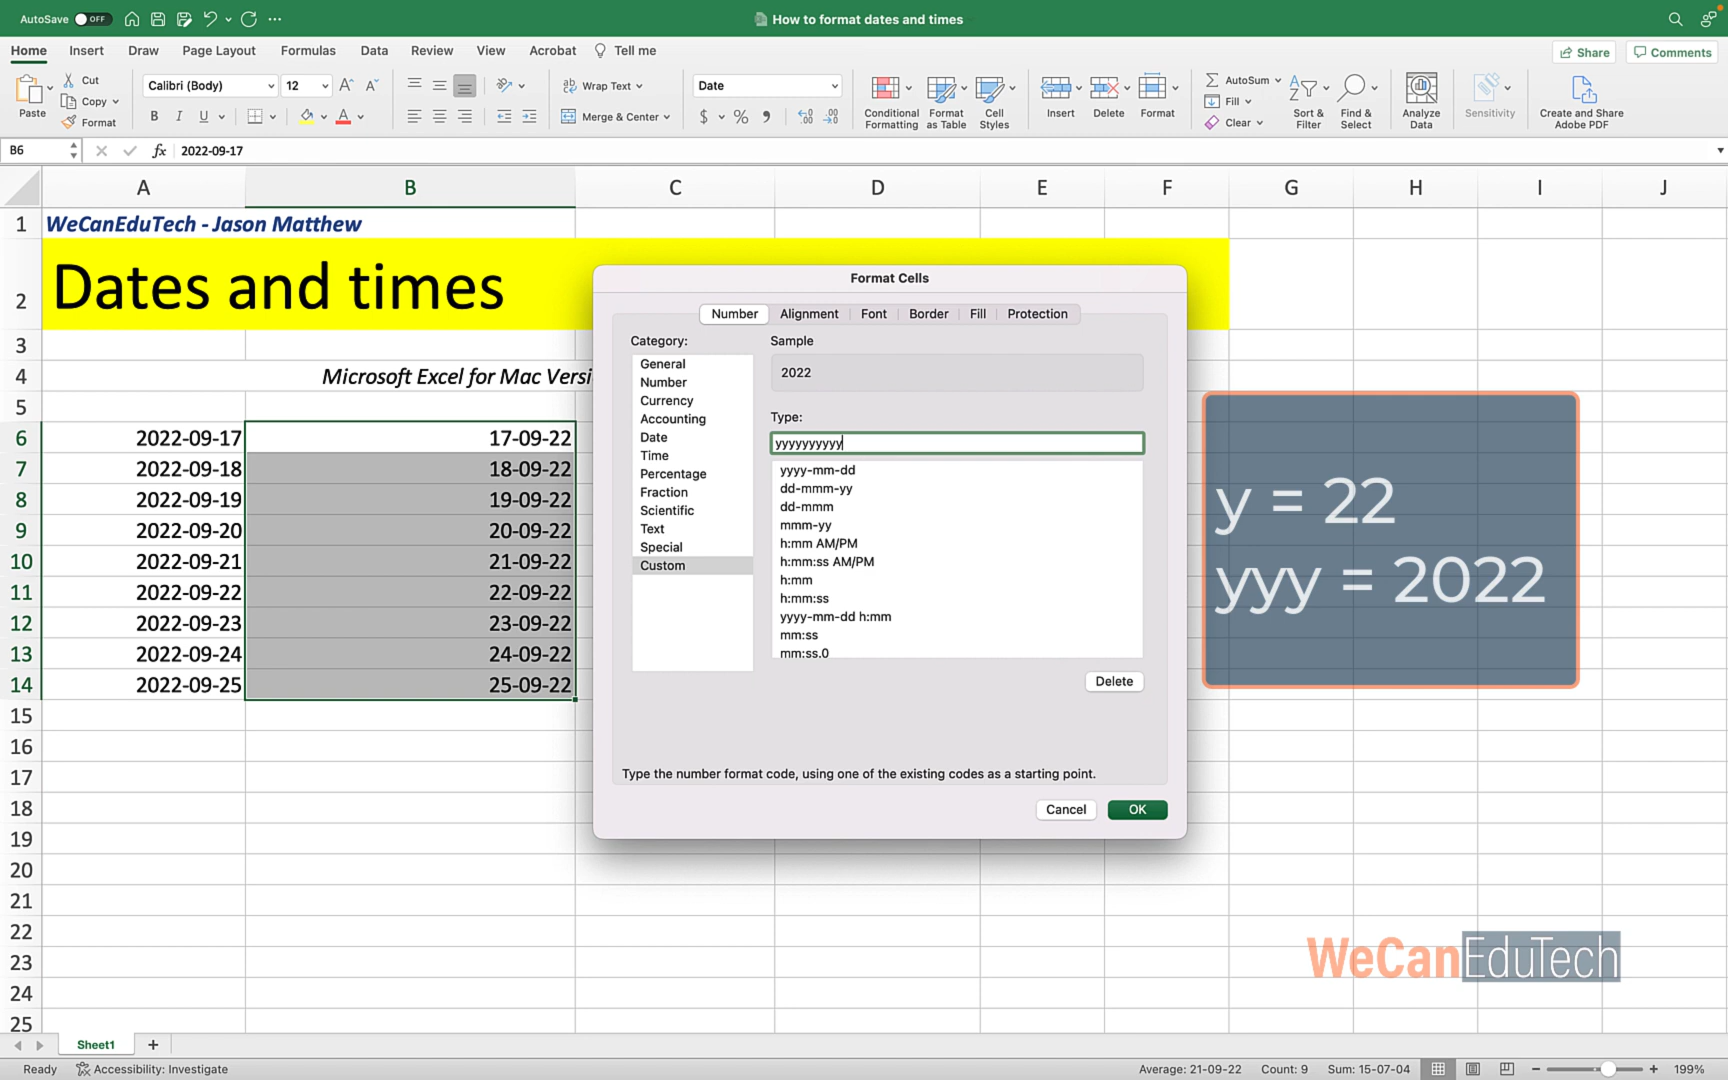 AutoSave OFF
How to format dates and times
Home Insert Draw Page Layout Formulas Data Review View Acrobat Tell me
Share Comments
Paste Cut Copy Format
Calibri (Body) 12
B I U A
Wrap Text
Merge & Center
Date
$ %
Conditional Formatting
Format as Table
Cell Styles
Insert Delete Format
AutoSum
Fill
Clear
Sort & Filter
Find & Select
Analyze Data
Sensitivity
Create and Share Adobe PDF
B6 fx 2022-09-17
A B C D E F G H I J
1 WeCanEduTech - Jason Matthew
2 Dates and times
3
4 Microsoft Excel for Mac Versi
5
6 2022-09-17 17-09-22
7 2022-09-18 18-09-22
8 2022-09-19 19-09-22
9 2022-09-20 20-09-22
10 2022-09-21 21-09-22
11 2022-09-22 22-09-22
12 2022-09-23 23-09-22
13 2022-09-24 24-09-22
14 2022-09-25 25-09-22
15
16
17
18
19
20
21
22
23
24
25
Format Cells
Number Alignment Font Border Fill Protection
Category:
General
Number
Currency
Accounting
Date
Time
Percentage
Fraction
Scientific
Text
Special
Custom
Sample
2022
Type:
yyyyyyyyyy
yyyy-mm-dd
dd-mmm-yy
dd-mmm
mmm-yy
h:mm AM/PM
h:mm:ss AM/PM
h:mm
h:mm:ss
yyyy-mm-dd h:mm
mm:ss
mm:ss.0
Delete
Type the number format code, using one of the existing codes as a starting point.
Cancel OK
y = 22
yyy = 2022
WeCanEduTech
Sheet1 +
Ready Accessibility: Investigate
Average: 21-09-22 Count: 9 Sum: 15-07-04 199%